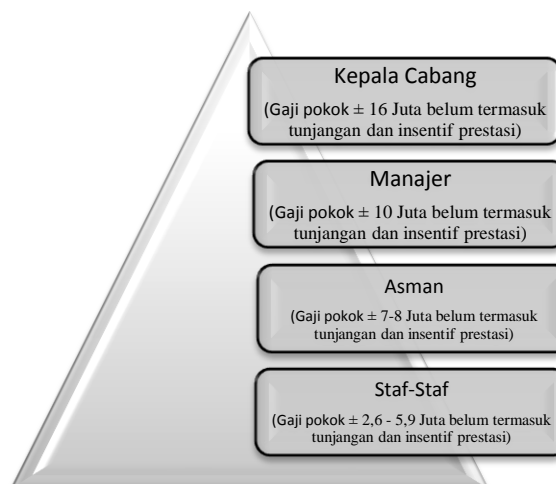 Kepala Cabang
(Gaji pokok ± 16 Juta belum termasuk
tunjangan dan insentif prestasi)
Manajer
(Gaji pokok ± 10 Juta belum termasuk
tunjangan dan insentif prestasi)
Asman
(Gaji pokok ± 7-8 Juta belum termasuk
tunjangan dan insentif prestasi)
Staf-Staf
(Gaji pokok ± 2,6 - 5,9 Juta belum termasuk
tunjangan dan insentif prestasi)